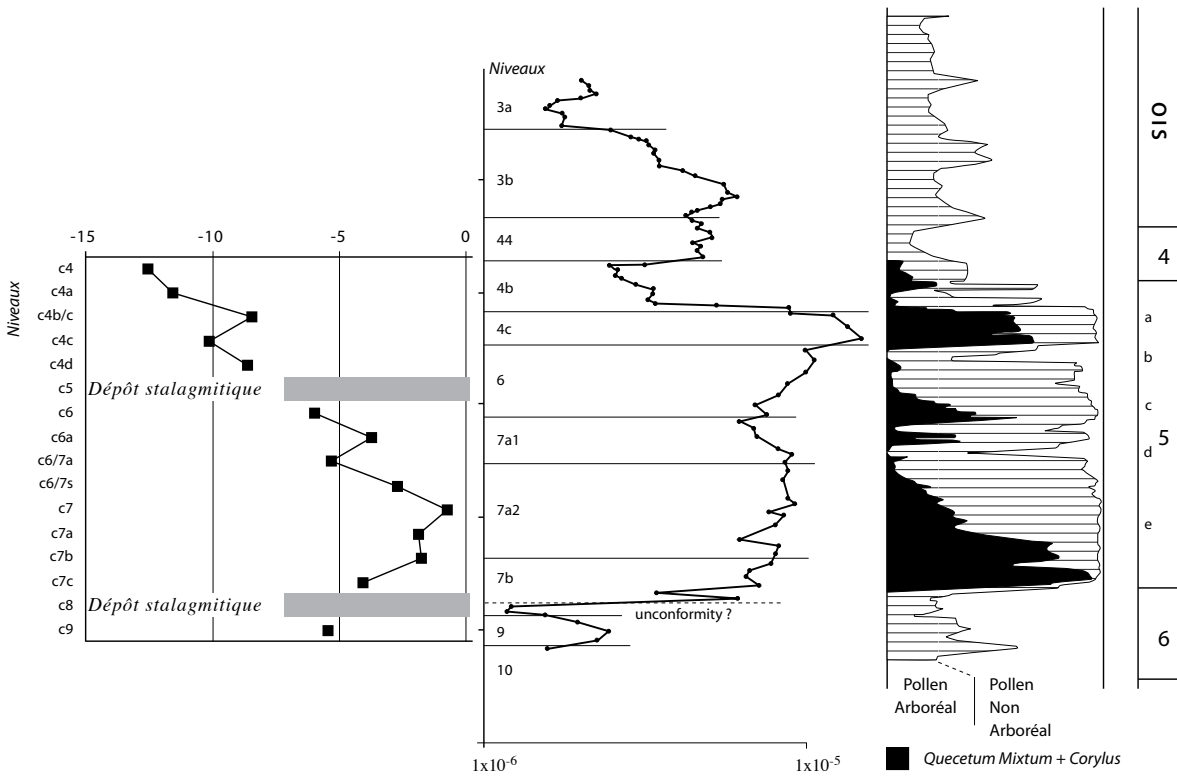 -15
-10
-5
0
Niveaux
c4
c4a
c4b/c
c4c
c4d
c5
Dépôt stalagmitique
c6
c6a
c6/7a
c6/7s
c7
c7a
c7b
c7c
c8
Dépôt stalagmitique
c9
Niveaux
3a
3b
44
4b
4c
6
7a1
7a2
7b
unconformity ?
9
10
1x10-6
1x10-5
OIS
4
a
b
c
5
d
e
6
Pollen
Arboréal
Pollen
Non
Arboréal
Quecetum Mixtum + Corylus